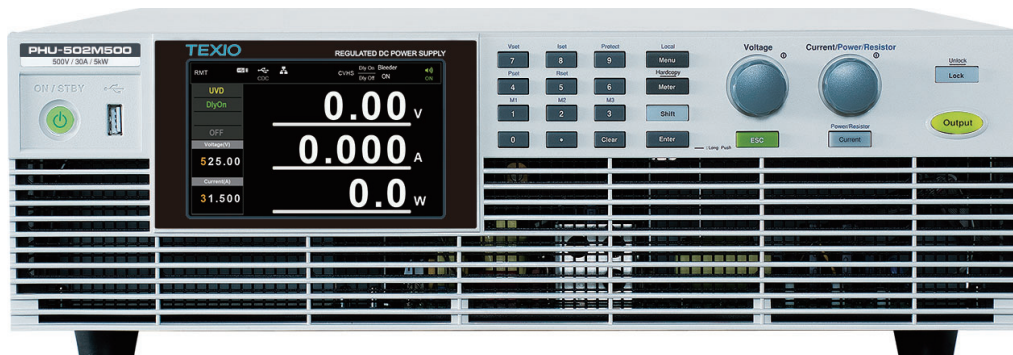 PHU-502M500
500V / 30A / 5kW
ON / STBY
TEXIO
REGULATED DC POWER SUPPLY
RMT
CDC
CVHS
Dly On
Dly Off
Bleeder
ON
ON
UVD
DlyOn
OFF
Voltage(V)
525.00
Current(A)
31.500
0.00 V
0.000 A
0.0 W
Vset Iset Protect Local
7 8 9 Menu
Pset Rset Hardcopy
4 5 6 Meter
M1 M2 M3
1 2 3 Shift
0 • Clear Enter
: Long Push
Voltage
Current/Power/Resistor
ESC
Power/Resistor
Current
Unlock
Lock
Output